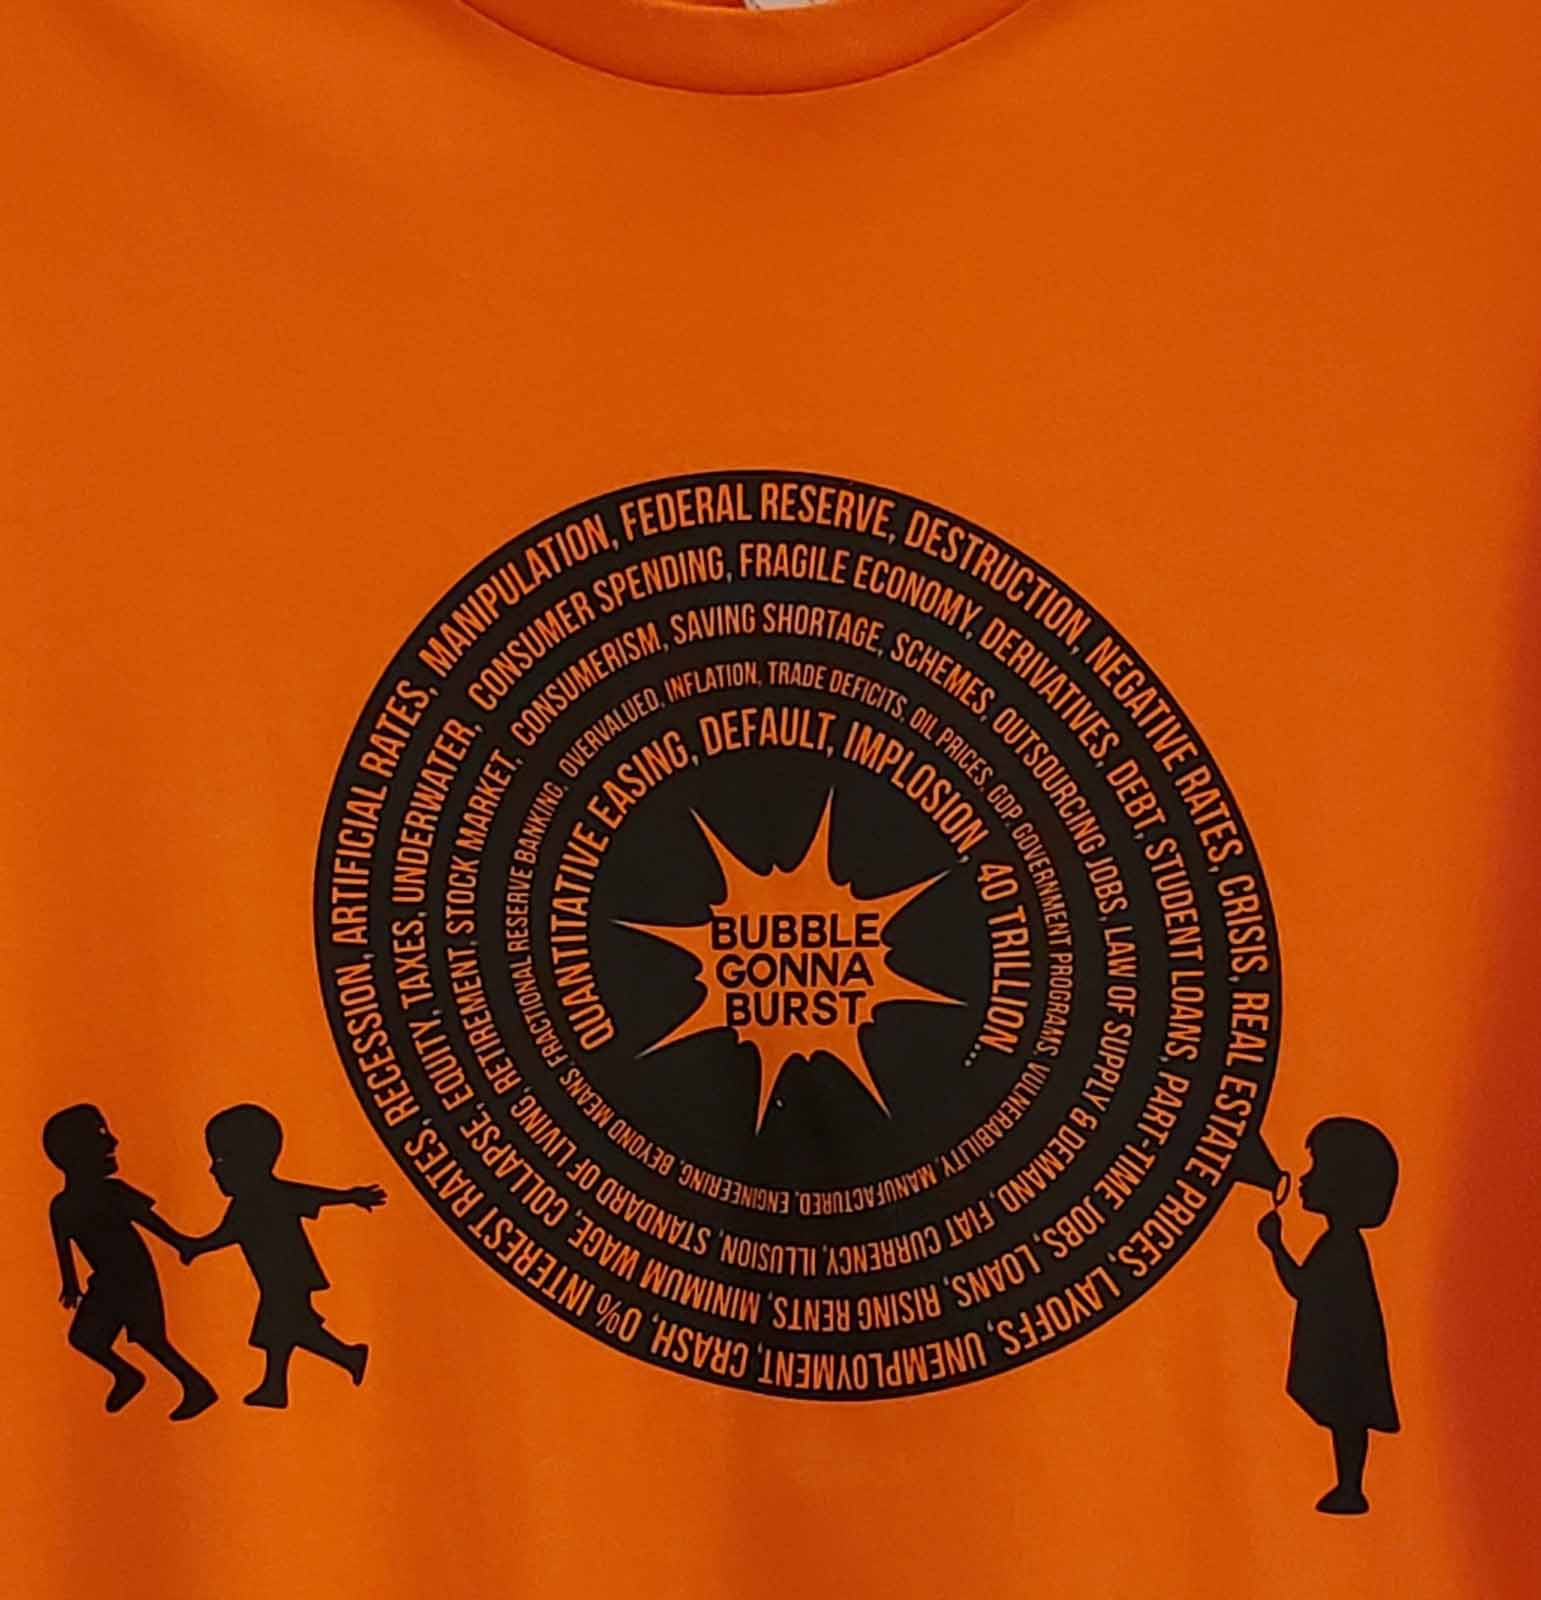 MANIPULATION, FEDERAL RESERVE, DESTRUCTION, NEGATIVE RATES, CRISIS, REAL ESTATE PRICES, LAYOFFS, UNEMPLOYMENT, CRASH, 0% INTEREST RATES, RECESSION, ARTIFICIAL RATES,
CONSUMER SPENDING, FRAGILE ECONOMY, DERIVATIVES, DEBT, STUDENT LOANS, PART-TIME JOBS, LOANS, RISING RENTS, MINIMUM WAGE, COLLAPSE, EQUITY, TAXES, UNDERWATER,
CONSUMERISM, SAVING SHORTAGE, SCHEMES, OUTSOURCING JOBS, LAW OF SUPPLY & DEMAND, FIAT CURRENCY, ILLUSION, STANDARD OF LIVING, RETIREMENT, STOCK MARKET,
OVERVALUED, INFLATION, TRADE DEFICITS, OIL PRICES, GDP, GOVERNMENT PROGRAMS, VULNERABILITY, MANUFACTURED, ENGINEERING, BEYOND MEANS, FRACTIONAL RESERVE BANKING,
QUANTITATIVE EASING, DEFAULT, IMPLOSION, 40 TRILLION...
BUBBLE
GONNA
BURST